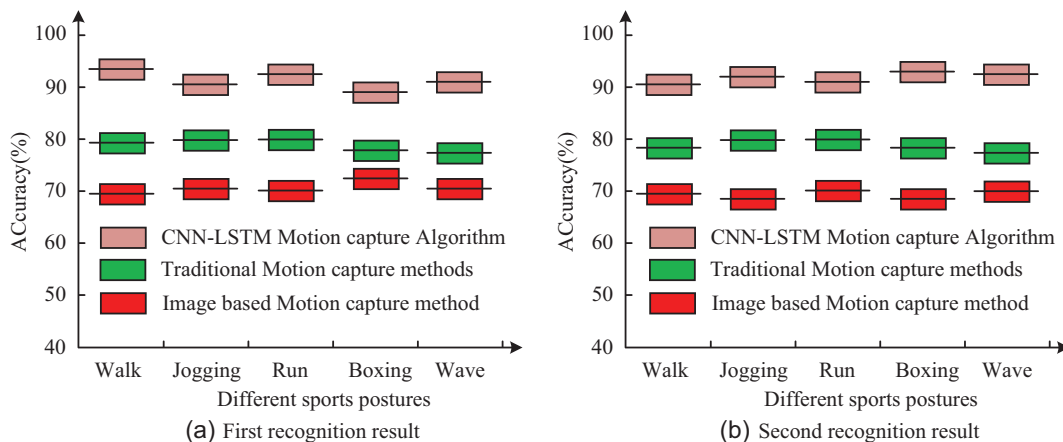 100
90
80
70
60
50
40
ACcuracy(%)
CNN-LSTM Motion capture Algorithm
Traditional Motion capture methods
Image based Motion capture method
Walk Jogging Run Boxing Wave
Different sports postures
(a) First recognition result
100
90
80
70
60
50
40
ACcuracy(%)
CNN-LSTM Motion capture Algorithm
Traditional Motion capture methods
Image based Motion capture method
Walk Jogging Run Boxing Wave
Different sports postures
(b) Second recognition result